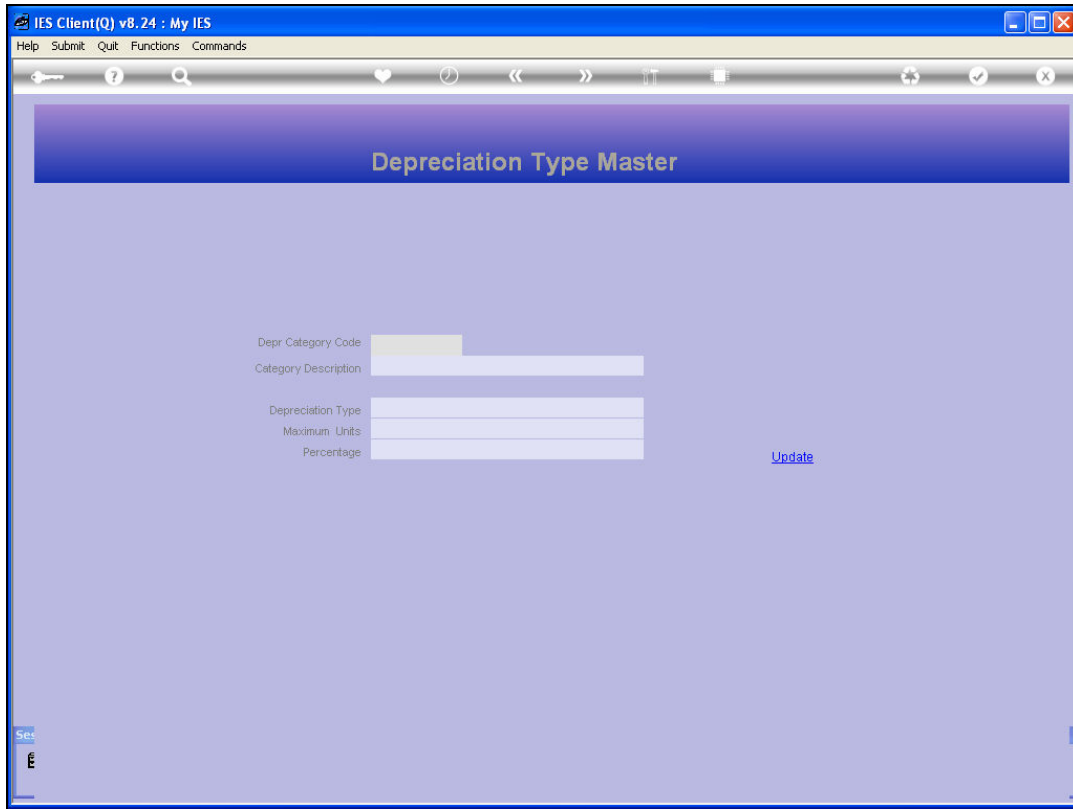 IES Client(Q) v8.24 : My IES
Help Submit Quit Functions Commands
Depreciation Type Master
Depr Category Code
Category Description
Depreciation Type
Maximum Units
Percentage
Update
Ses